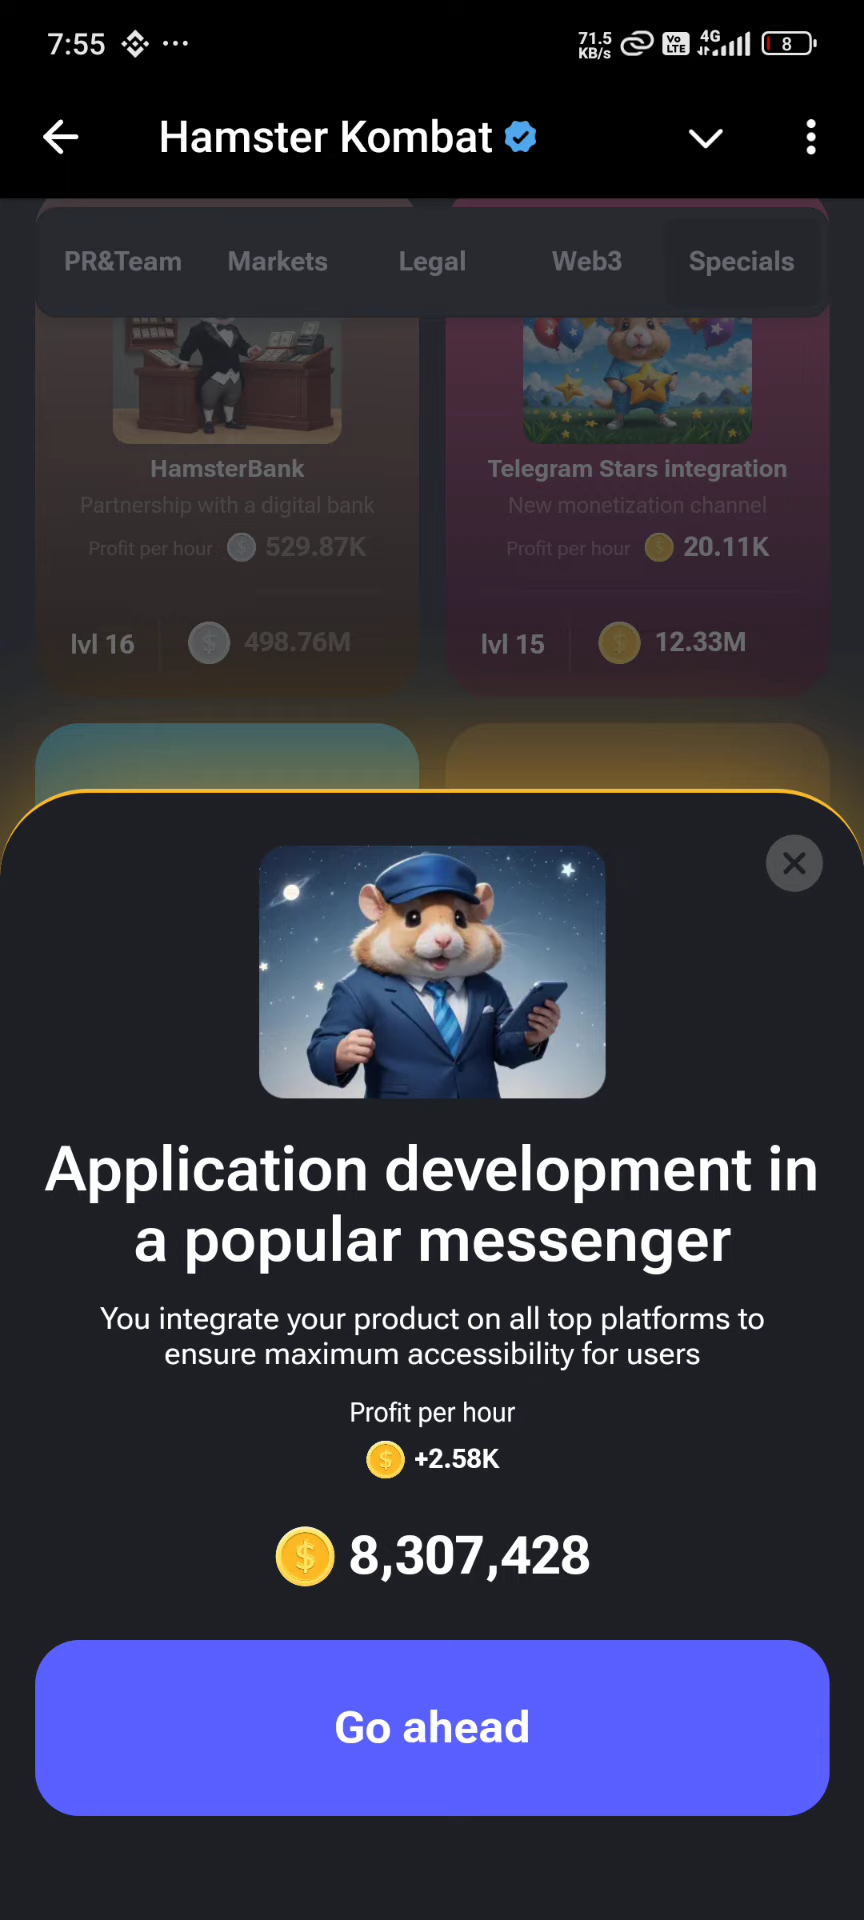 7:55
71.5
KB/s
Vo
LTE
4G
8
Hamster Kombat
PR&Team
Markets
Legal
Web3
Specials
HamsterBank
Partnership with a digital bank
Profit per hour 529.87K
lvl 16 498.76M
Telegram Stars integration
New monetization channel
Profit per hour 20.11K
lvl 15 12.33M
Application development in
a popular messenger
You integrate your product on all top platforms to
ensure maximum accessibility for users
Profit per hour
+2.58K
8,307,428
Go ahead